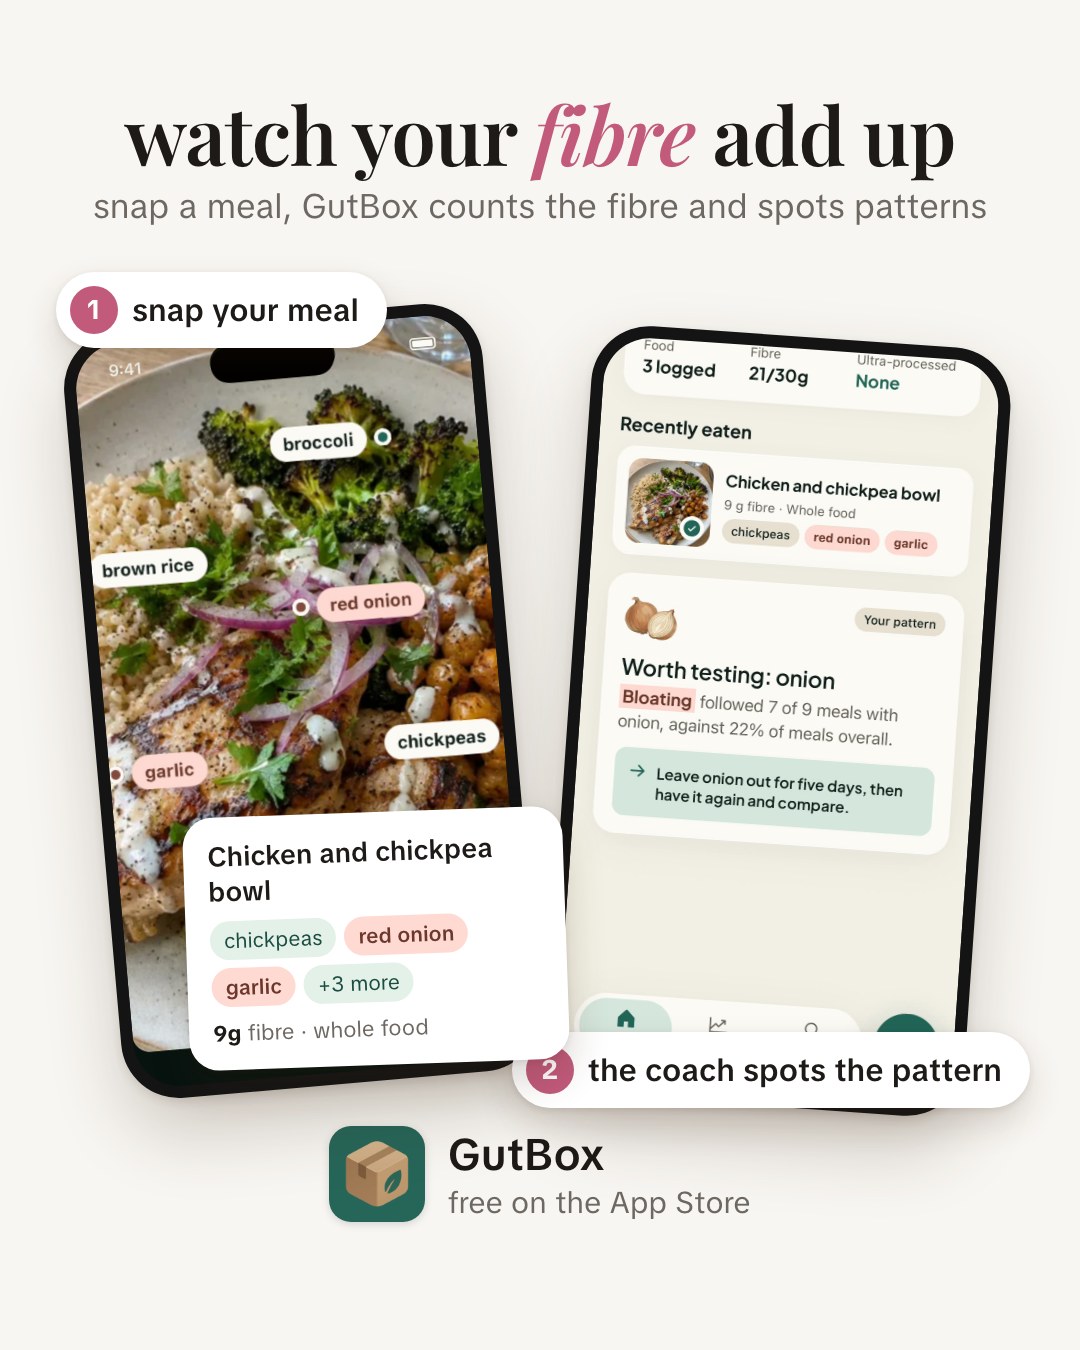 watch your fibre add up
snap a meal, GutBox counts the fibre and spots patterns
1 snap your meal
9:41
broccoli
brown rice
red onion
chickpeas
garlic
Chicken and chickpea
bowl
chickpeas red onion
garlic +3 more
9g fibre · whole food
Food Fibre Ultra-processed
3 logged 21/30g None
Recently eaten
Chicken and chickpea bowl
9 g fibre · Whole food
chickpeas red onion garlic
Your pattern
Worth testing: onion
Bloating followed 7 of 9 meals with
onion, against 22% of meals overall.
→ Leave onion out for five days, then
have it again and compare.
2 the coach spots the pattern
GutBox
free on the App Store